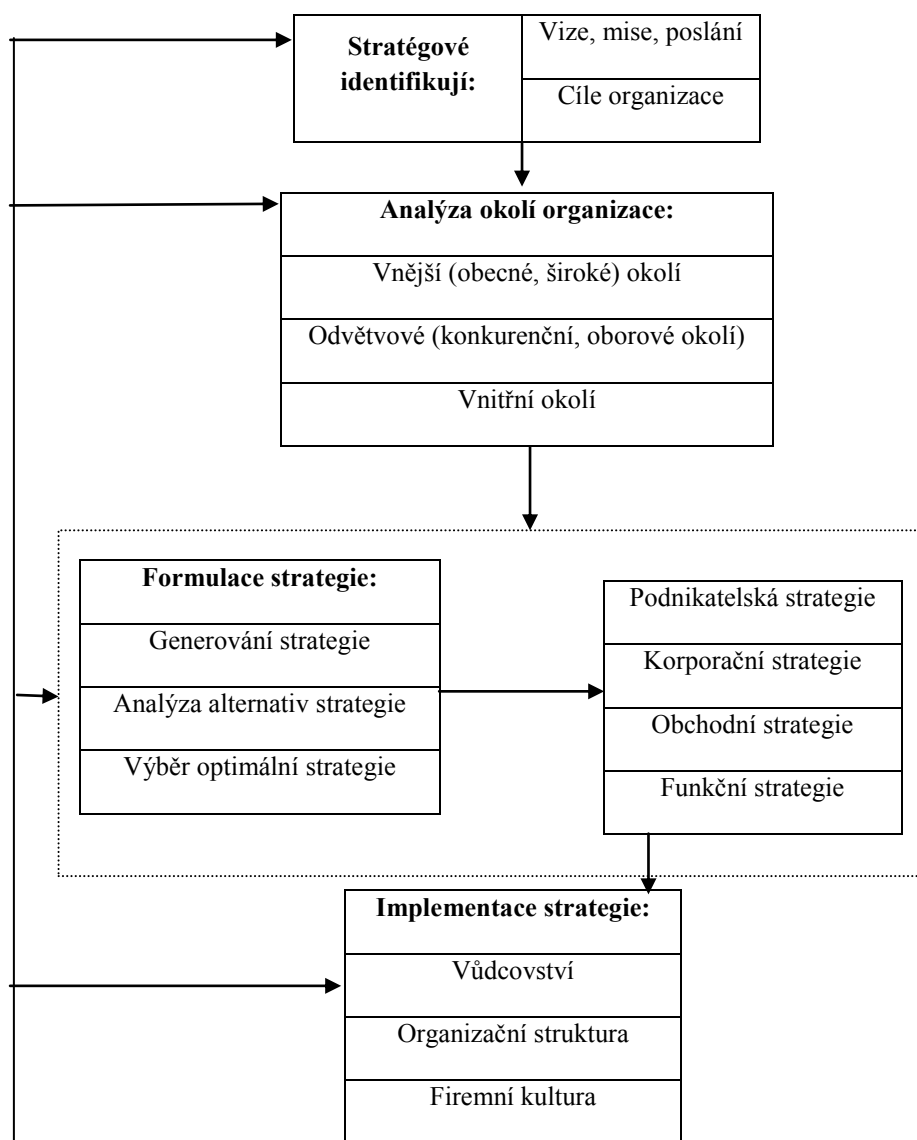 Stratégové
identifikují:
Vize, mise, poslání
Cíle organizace
Analýza okolí organizace:
Vnější (obecné, široké) okolí
Odvětvové (konkurenční, oborové okolí)
Vnitřní okolí
Formulace strategie:
Generování strategie
Analýza alternativ strategie
Výběr optimální strategie
Podnikatelská strategie
Korporační strategie
Obchodní strategie
Funkční strategie
Implementace strategie:
Vůdcovství
Organizační struktura
Firemní kultura